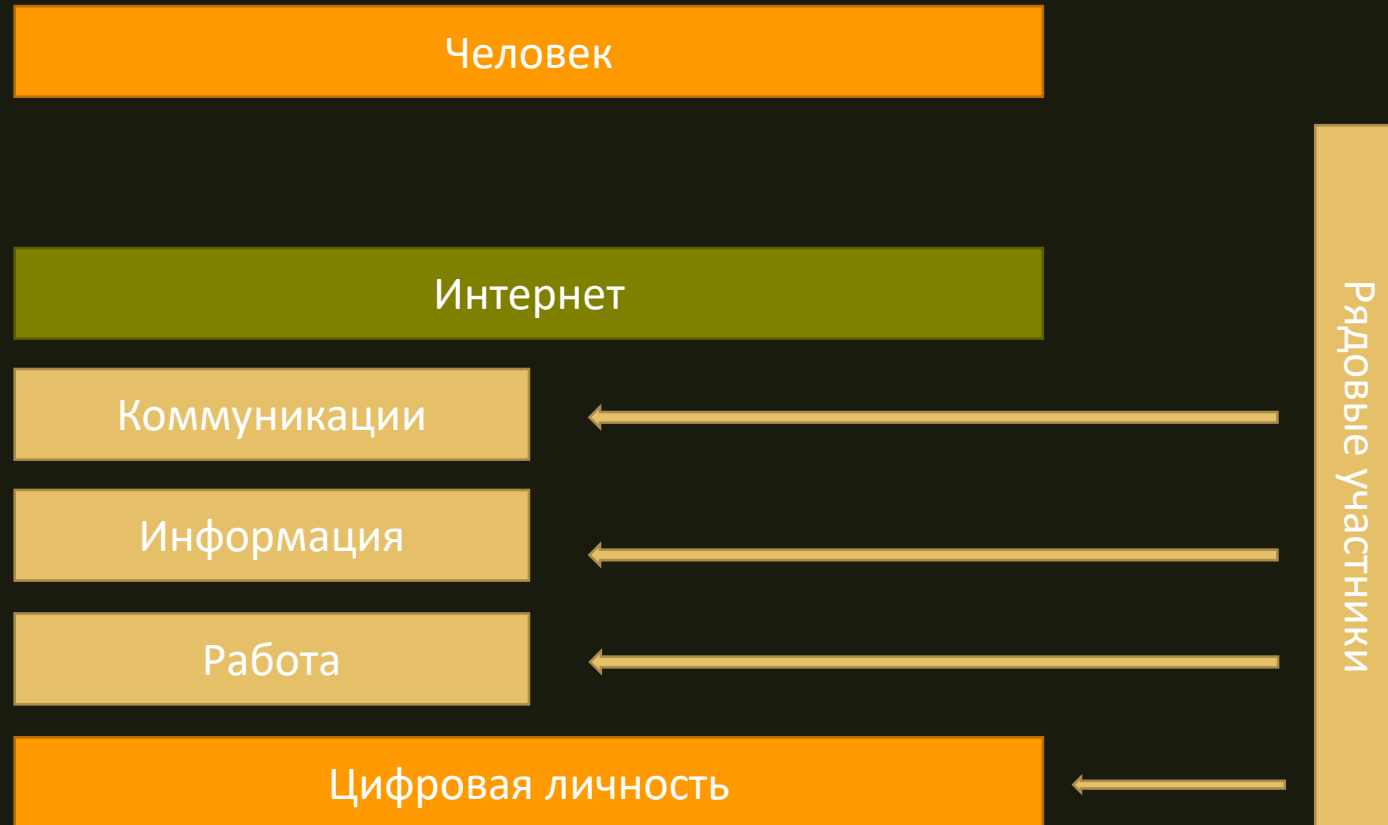 Человек
Интернет
Коммуникации
Информация
Работа
Цифровая личность
Рядовые участники